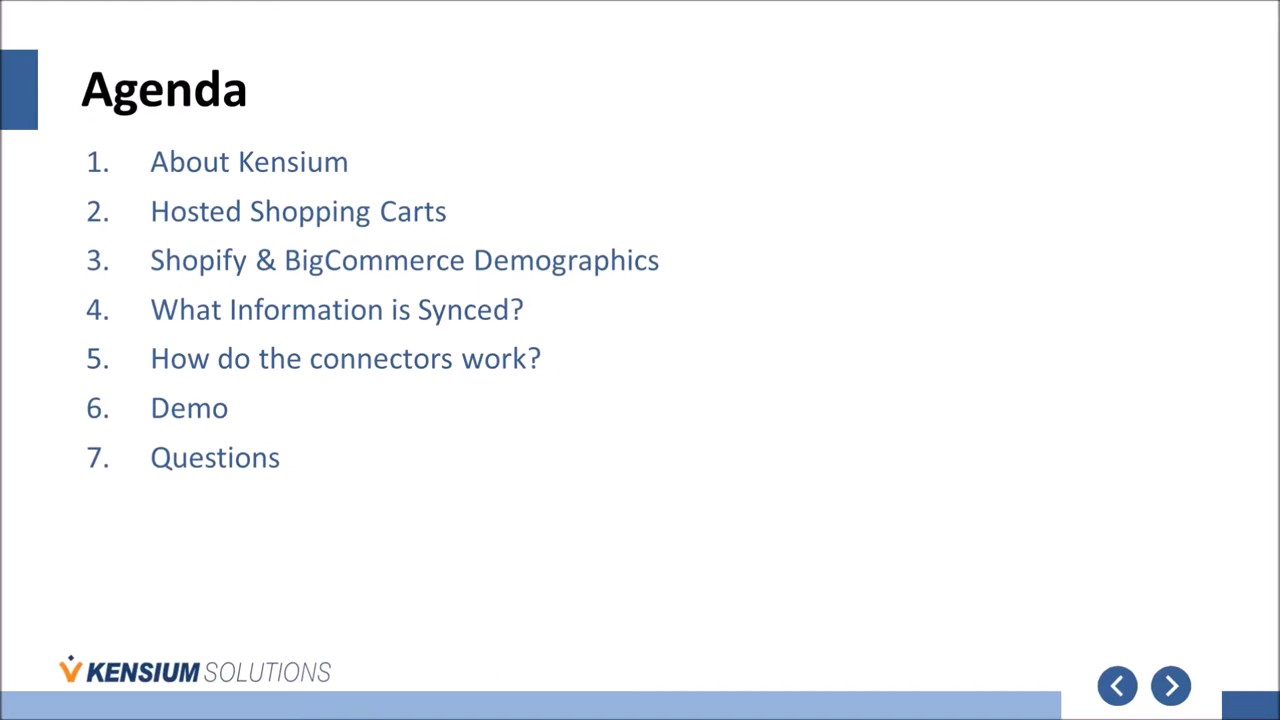 Agenda
1. About Kensium
2. Hosted Shopping Carts
3. Shopify & BigCommerce Demographics
4. What Information is Synced?
5. How do the connectors work?
6. Demo
7. Questions
KENSIUM SOLUTIONS